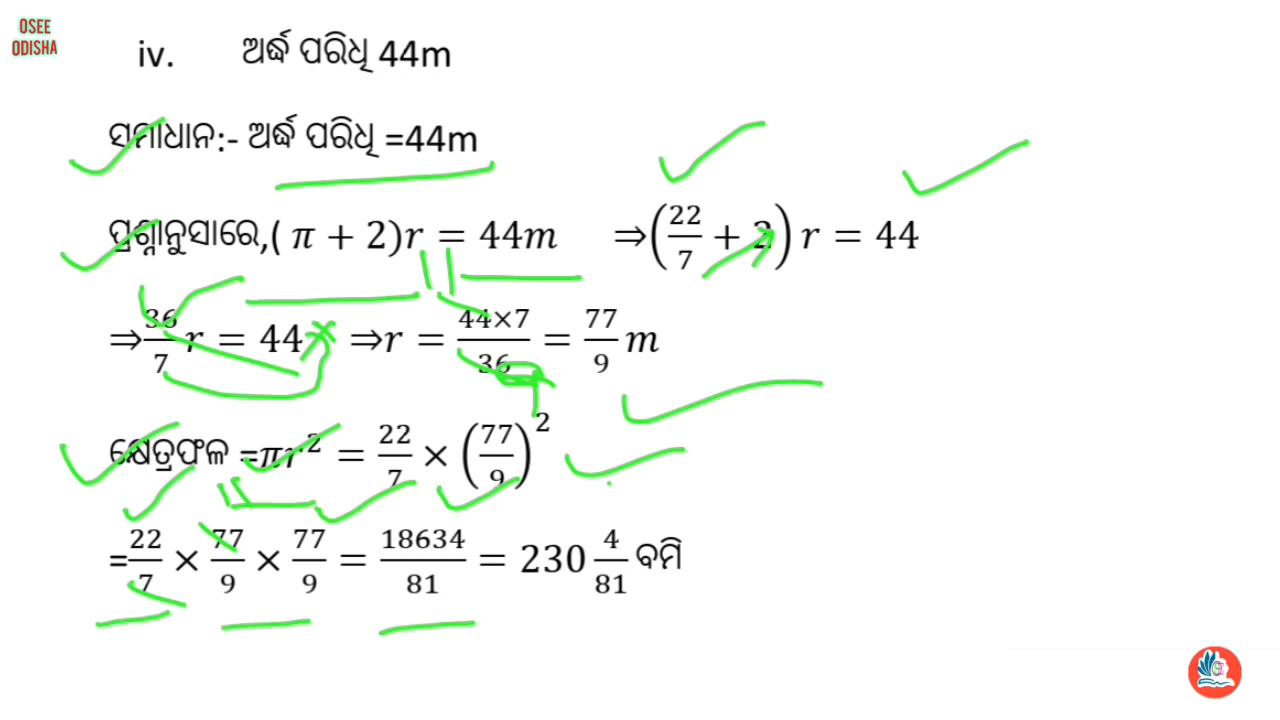 OSEE
ODISHA
iv. ଅର୍ଦ୍ଧ ପରିଧି 44m
ସମାଧାନ:- ଅର୍ଦ୍ଧ ପରିଧି =44m
ପ୍ରଶ୍ନାନୁସାରେ,( π + 2)r = 44m ⇒(22/7 + 2) r = 44
⇒36/7 r = 44 ⇒r = 44×7/36 = 77/9 m
କ୍ଷେତ୍ରଫଳ =πr² = 22/7 × (77/9)²
=22/7 × 77/9 × 77/9 = 18634/81 = 230 4/81 ବମି